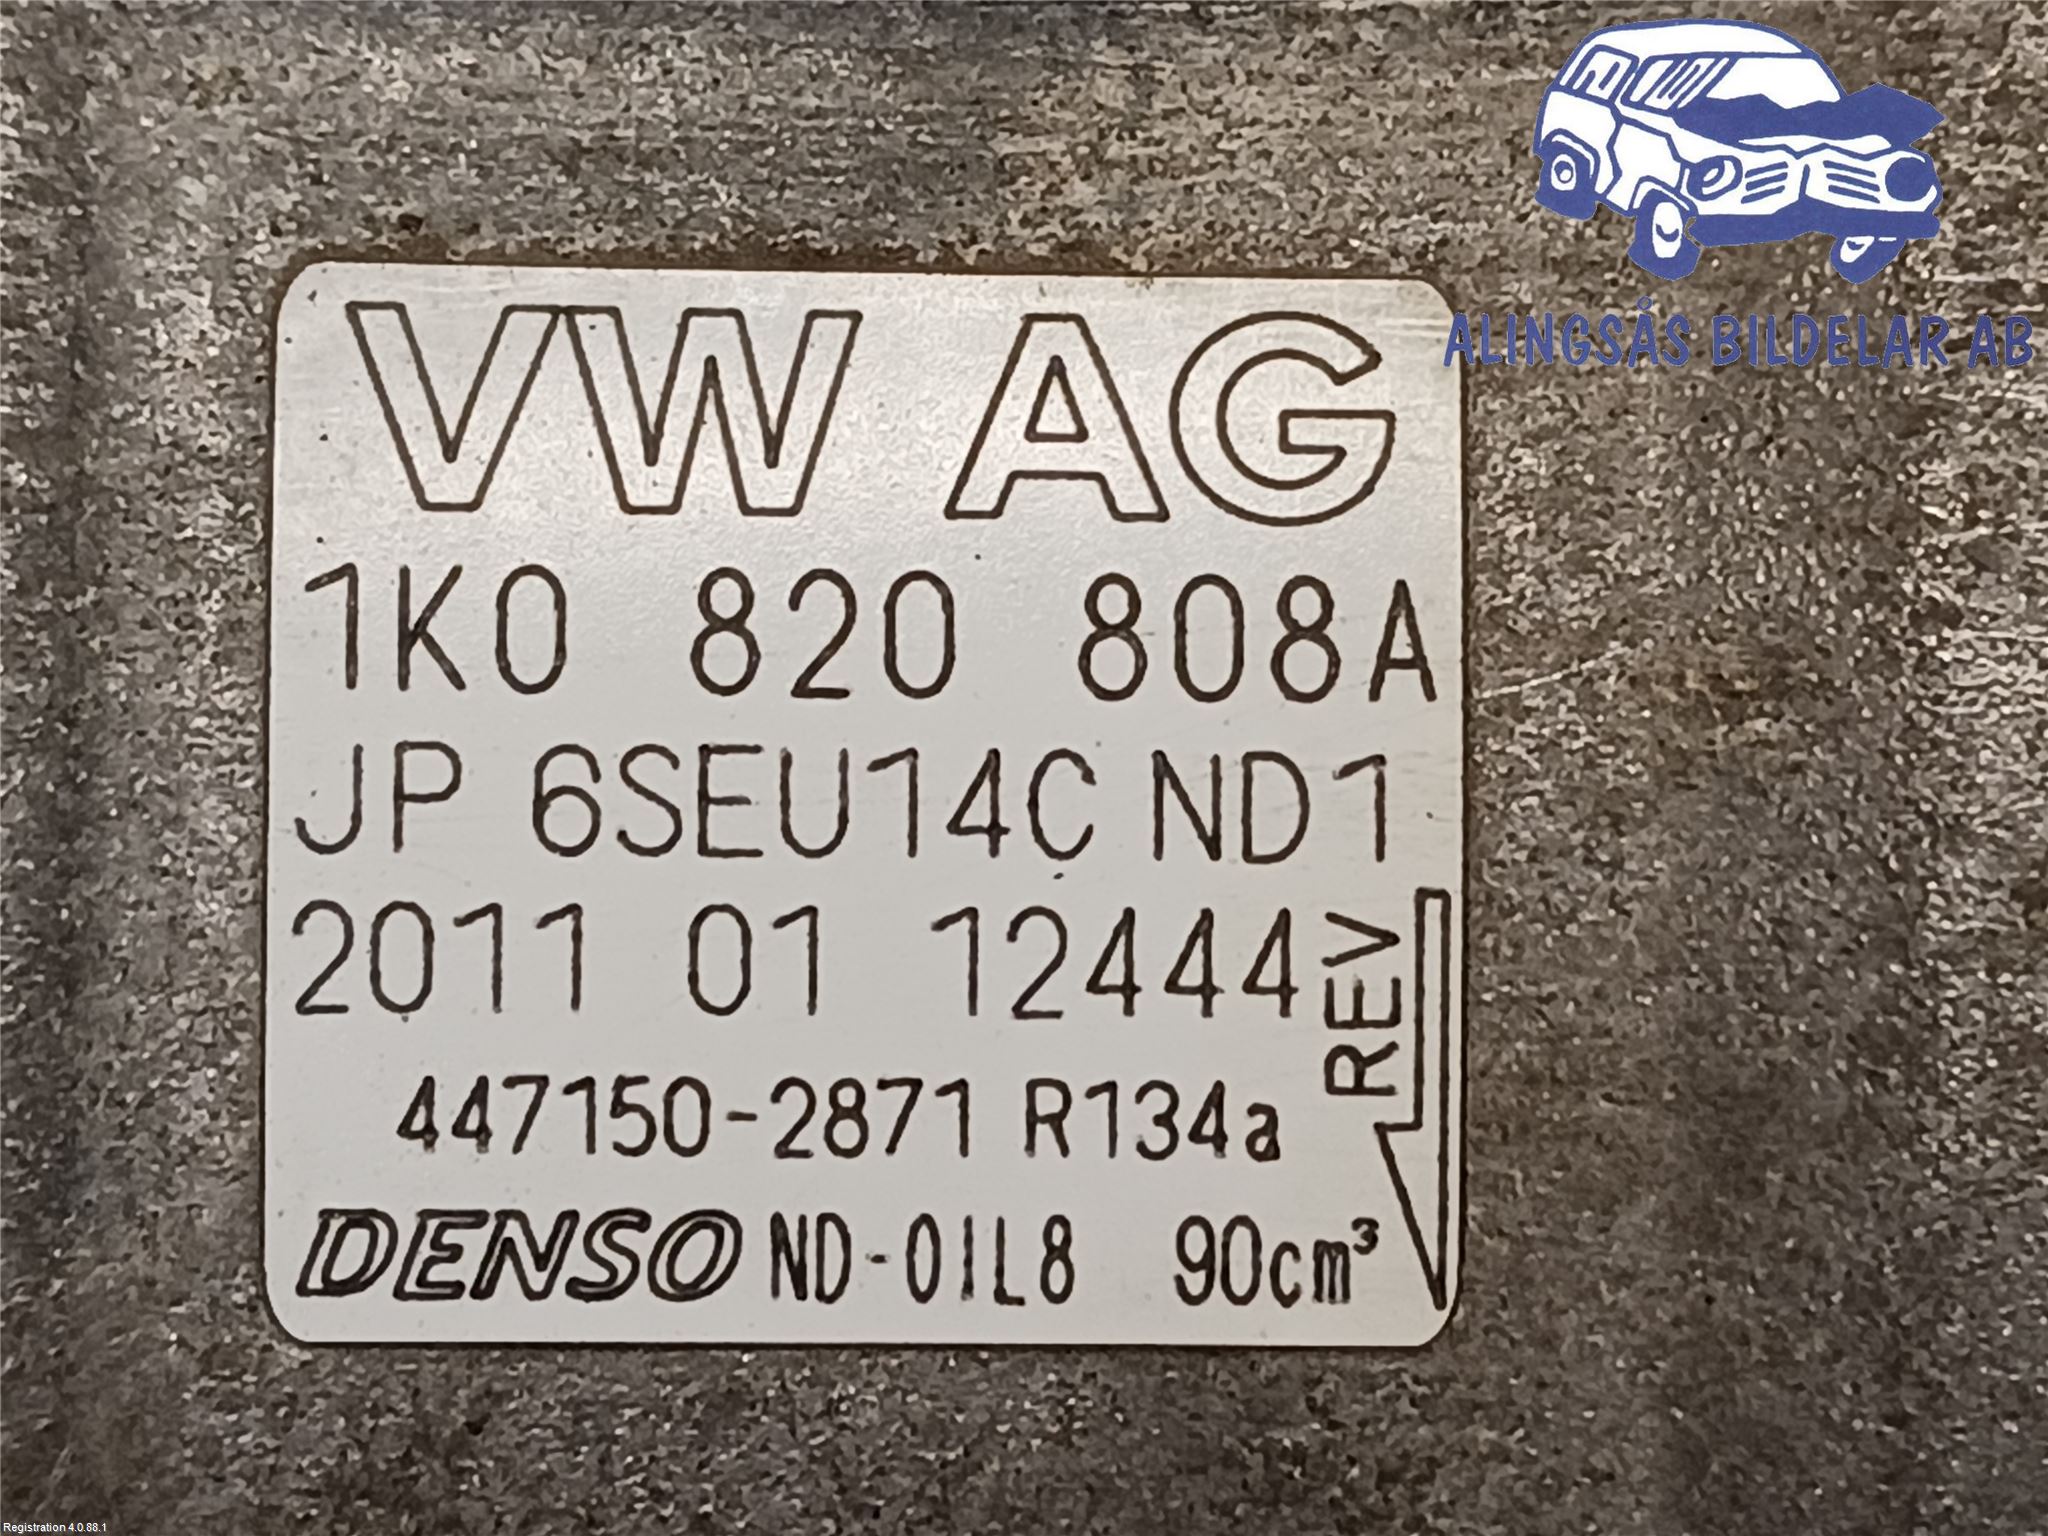 ALINGSÅS BILDELAR AB
VW AG
1K0 820 808A
JP 6SEU14C ND1
2011 01 12444
REV
447150-2871 R134a
DENSO ND-OIL8 90cm³
Registration 4.0.88.1